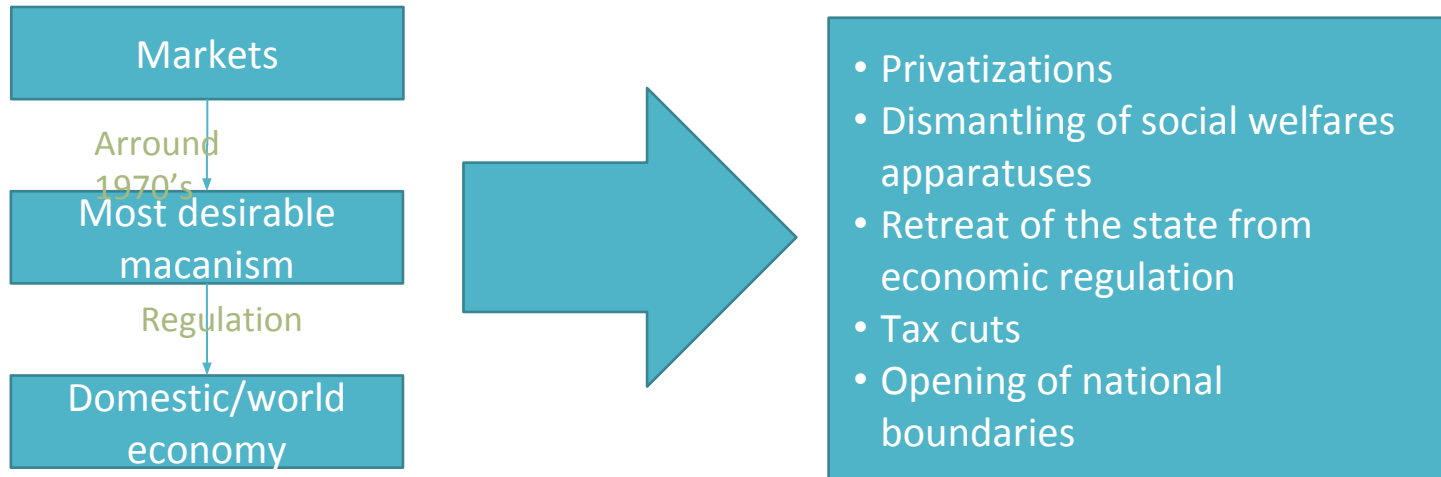 Markets
Arround
1970's
Most desirable
macanism
Regulation
Domestic/world
economy
• Privatizations
• Dismantling of social welfares
apparatuses
• Retreat of the state from
economic regulation
• Tax cuts
• Opening of national
boundaries